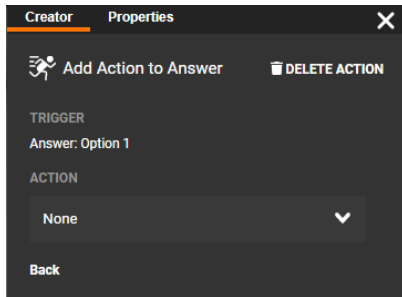 Creator Properties
Add Action to Answer DELETE ACTION
TRIGGER
Answer: Option 1
ACTION
None
Back